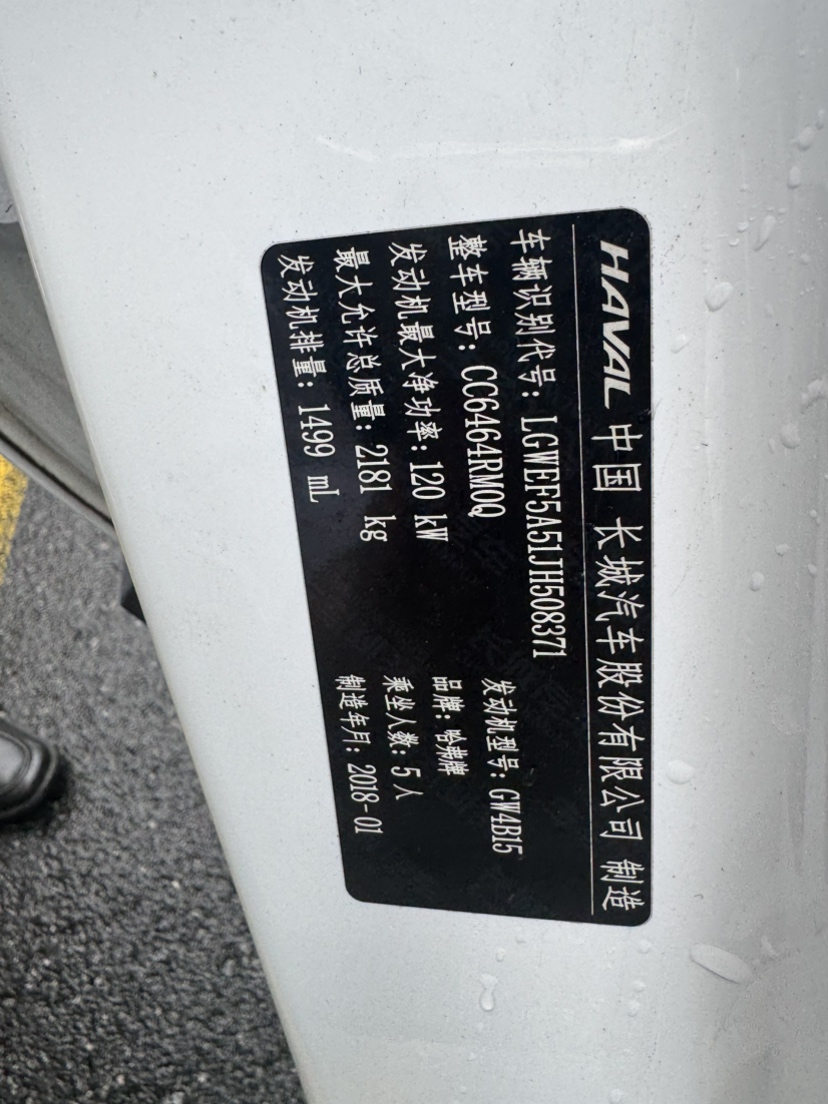 HAVAL 中国 长城汽车股份有限公司 制造
车辆识别代号：LGWEF5A51JH508371
整车型号：CC6464RM0Q 发动机型号：GW4B15
发动机最大净功率：120 kW 品牌：哈弗牌
最大允许总质量：2181 kg 乘坐人数：5人
发动机排量：1499 mL 制造年月：2018-01